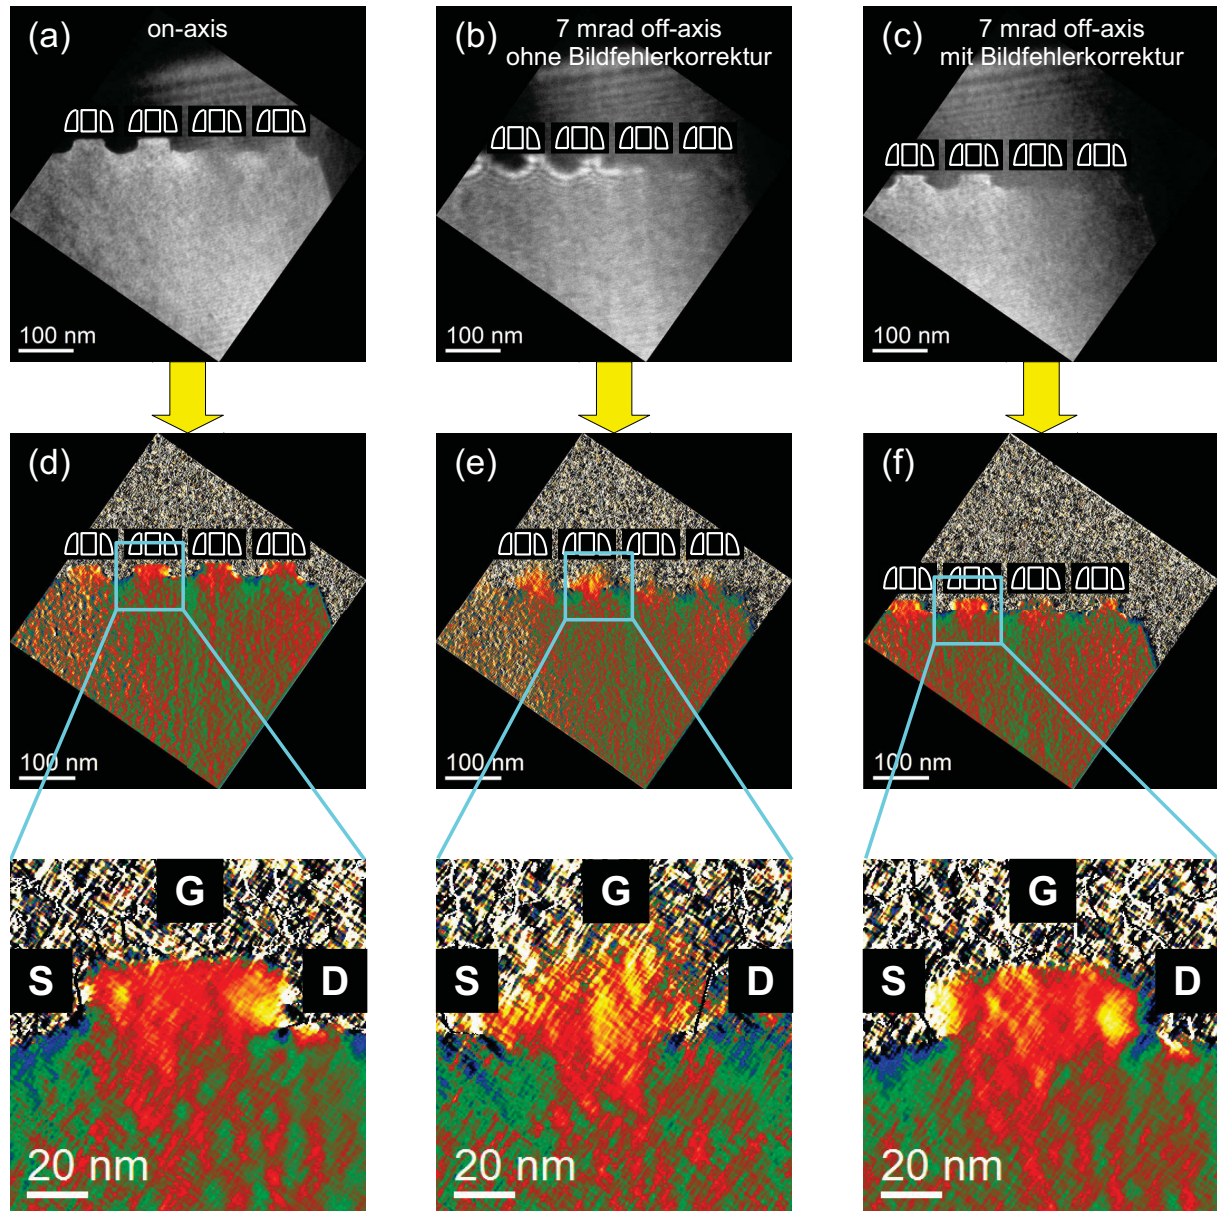 (a)
on-axis
(b)
7 mrad off-axis
ohne Bildfehlerkorrektur
(c)
7 mrad off-axis
mit Bildfehlerkorrektur
100 nm
100 nm
100 nm
(d)
(e)
(f)
100 nm
100 nm
100 nm
G
S
D
20 nm
G
S
D
20 nm
G
S
D
20 nm